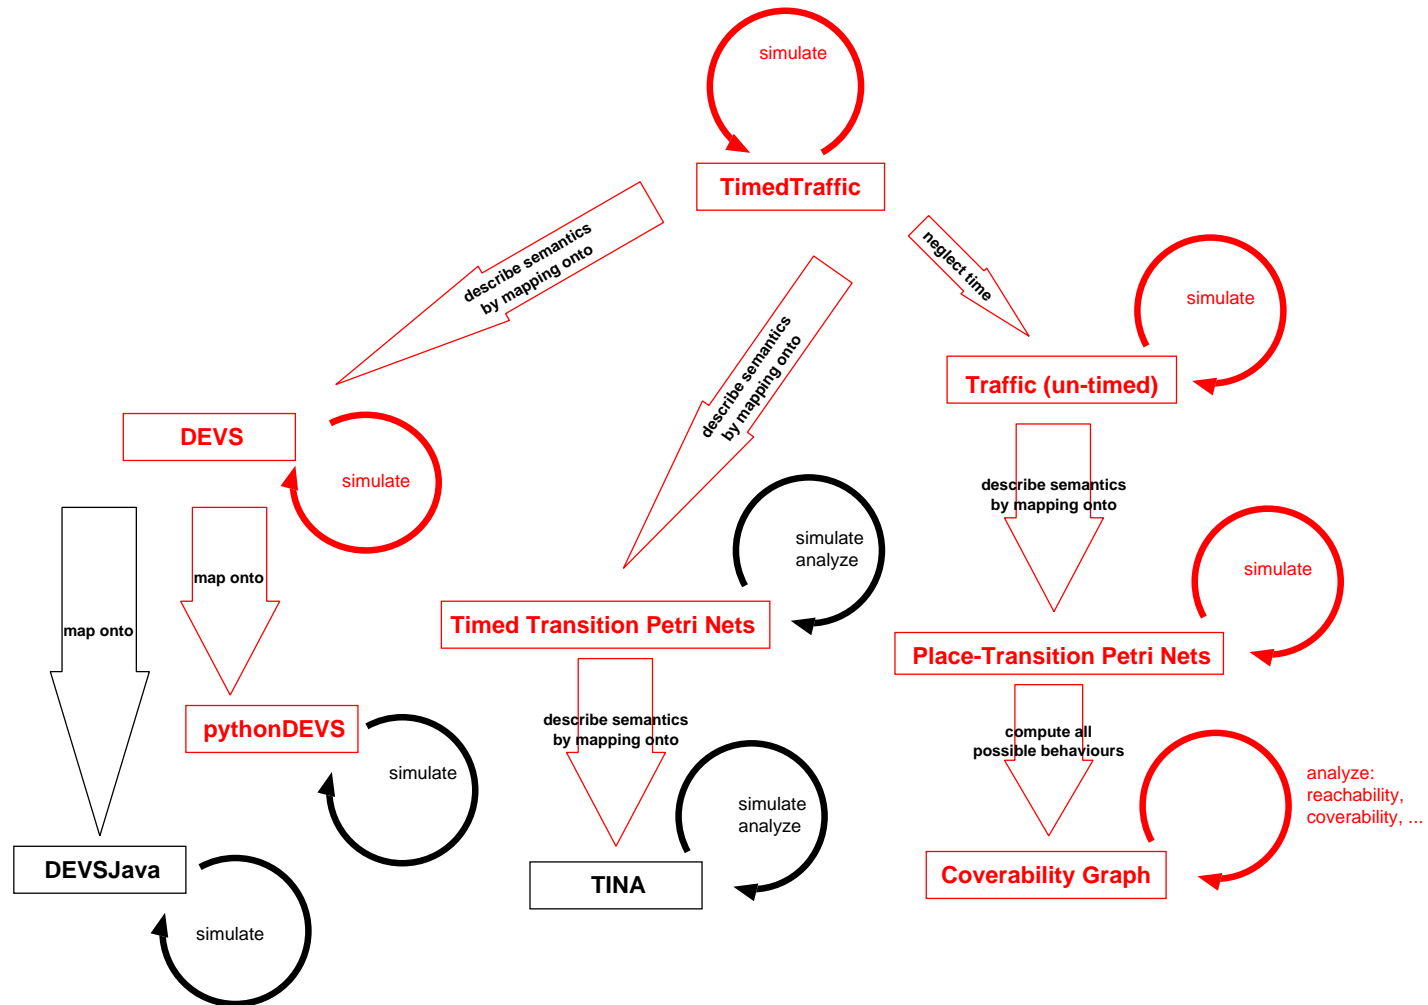 simulate
TimedTraffic
describe semantics
by mapping onto
neglect time
simulate
describe semantics
by mapping onto
Traffic (un-timed)
DEVS
simulate
describe semantics
by mapping onto
simulate
analyze
simulate
map onto
map onto
Timed Transition Petri Nets
Place-Transition Petri Nets
pythonDEVS
describe semantics
by mapping onto
compute all
possible behaviours
simulate
simulate
analyze
analyze:
reachability,
coverability, ...
DEVSJava
TINA
Coverability Graph
simulate